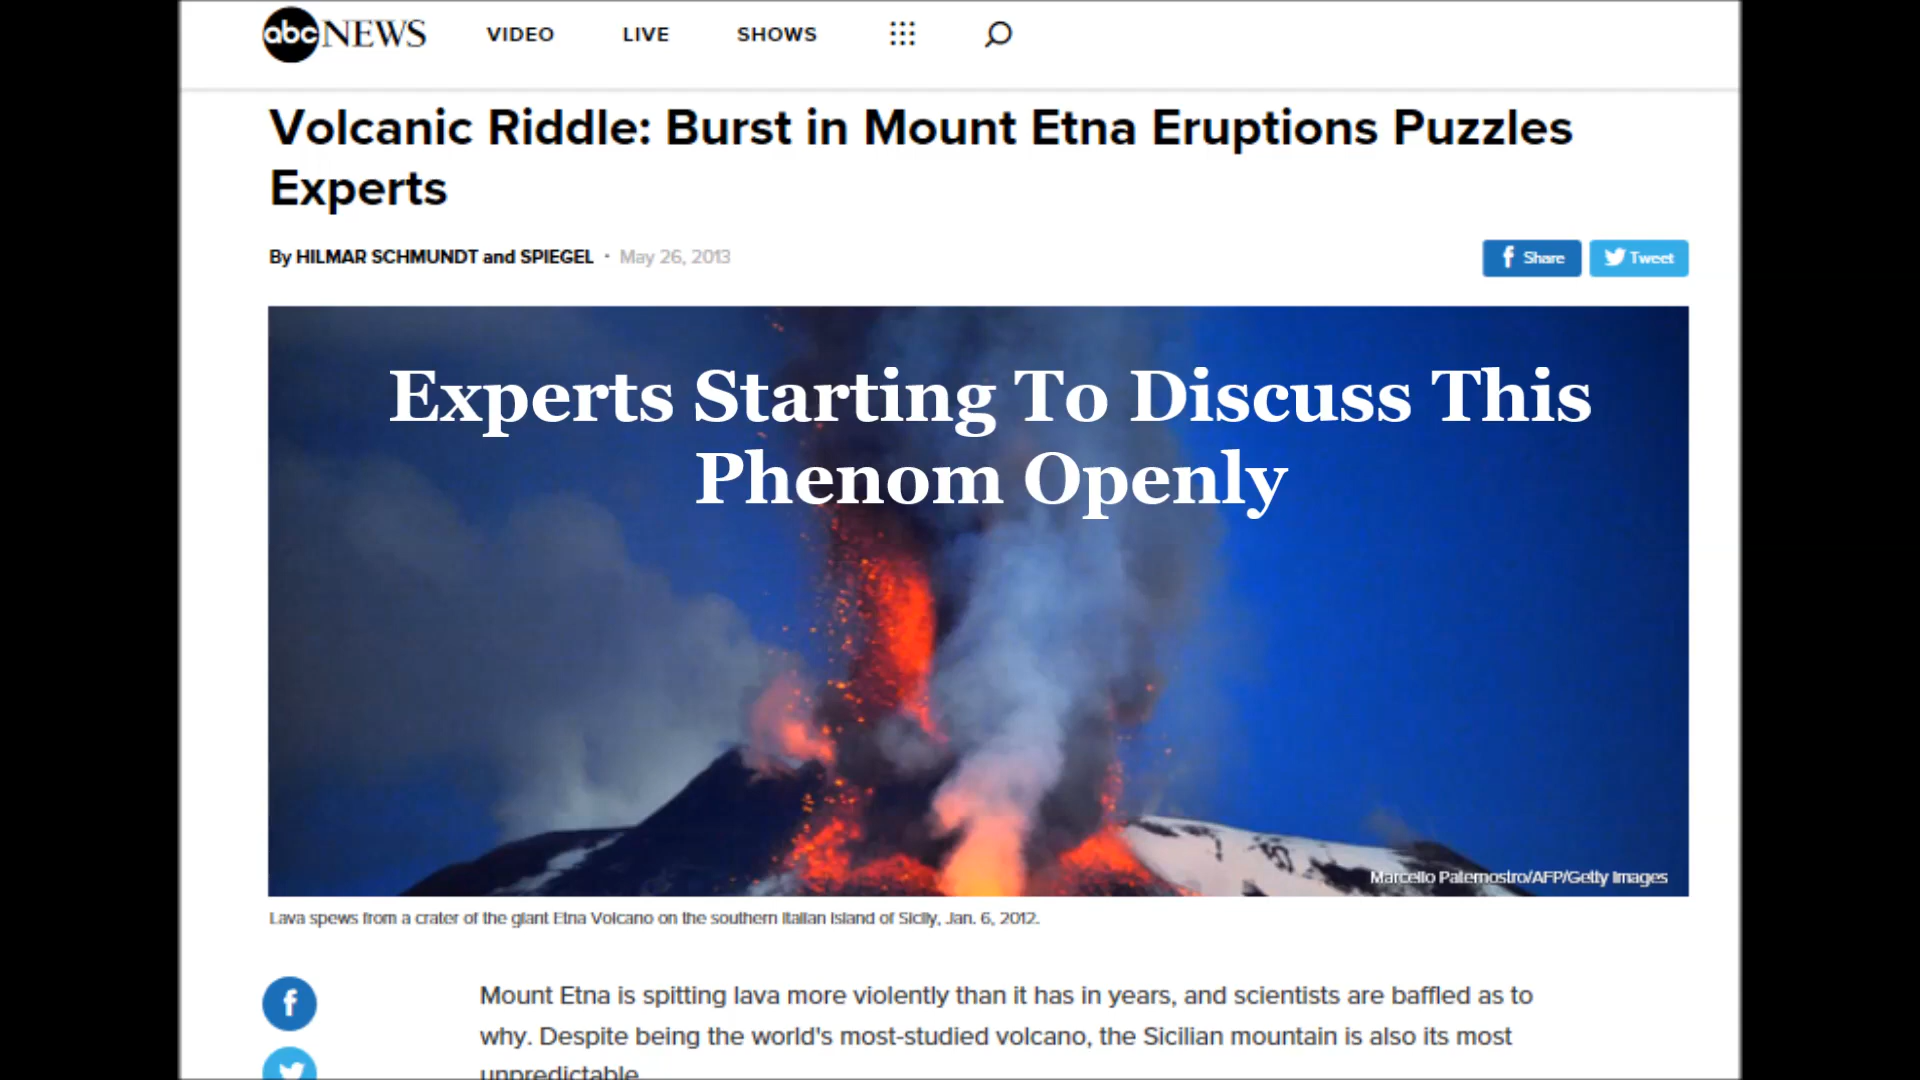 abc NEWS VIDEO LIVE SHOWS
Volcanic Riddle: Burst in Mount Etna Eruptions Puzzles
Experts
By HILMAR SCHMUNDT and SPIEGEL · May 26, 2013
Share Tweet
Experts Starting To Discuss This
Phenom Openly
Marcello Paternostro/AFP/Getty Images
Lava spews from a crater of the giant Etna Volcano on the southern Italian island of Sicily, Jan. 6, 2012.
Mount Etna is spitting lava more violently than it has in years, and scientists are baffled as to
why. Despite being the world's most-studied volcano, the Sicilian mountain is also its most
unpredictable.